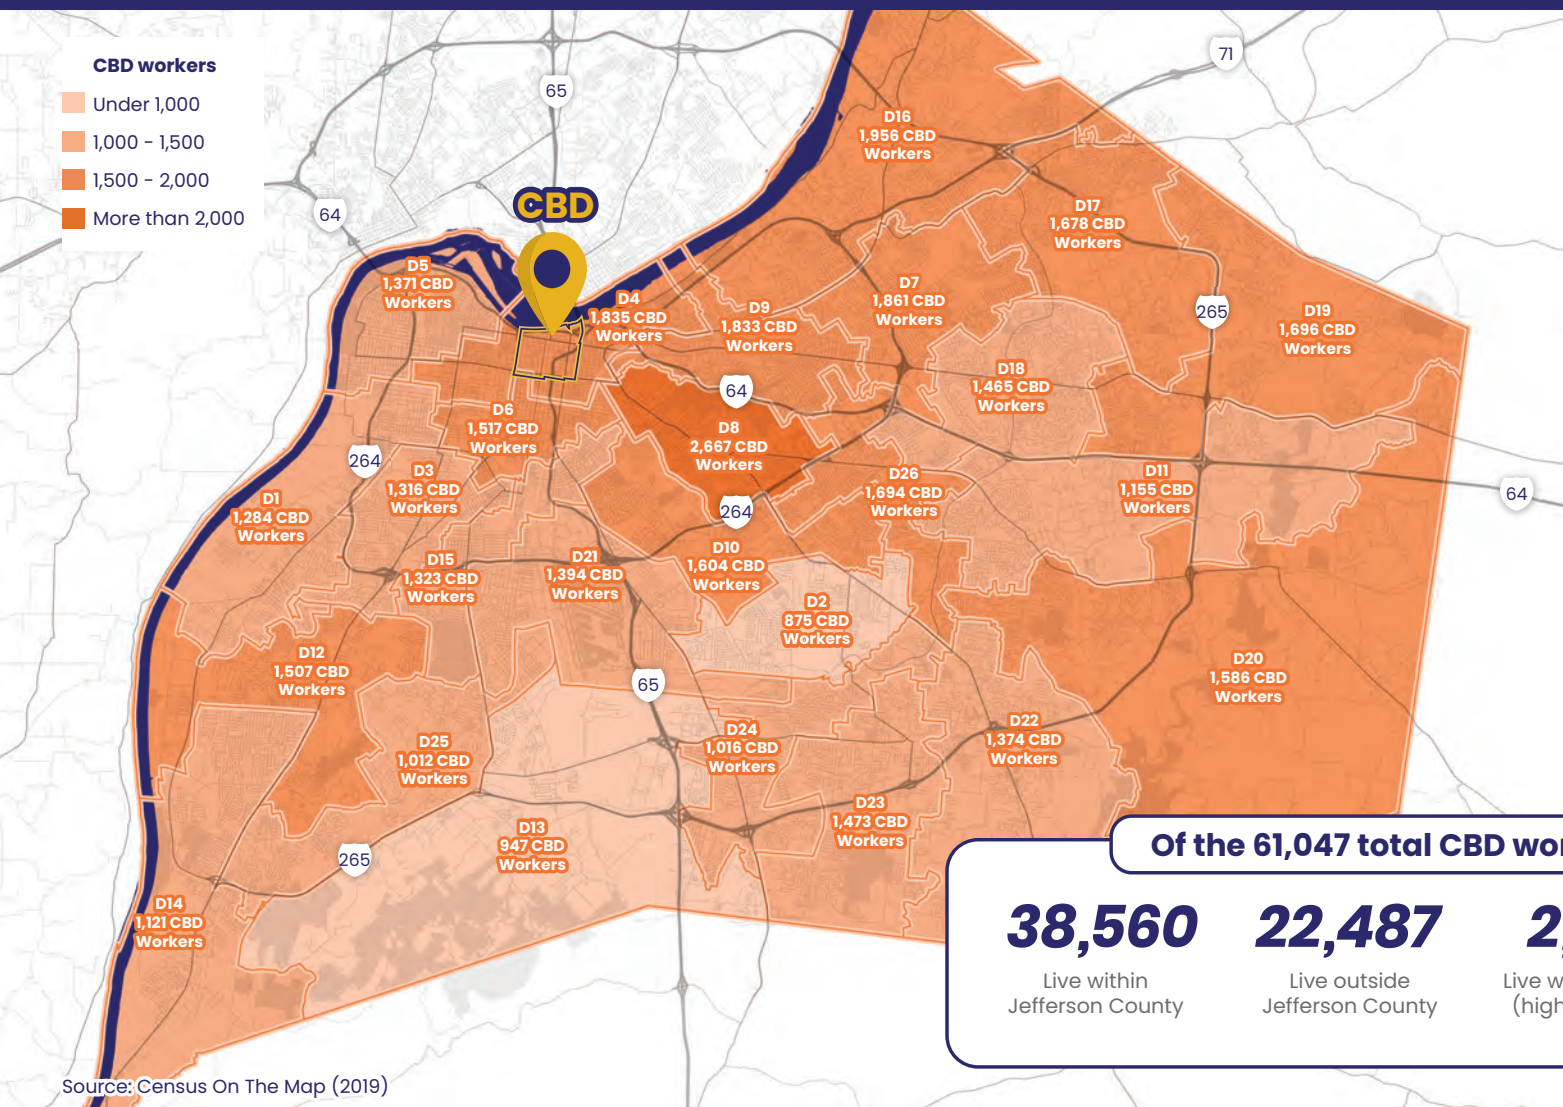 CBD workers
Under 1,000
1,000 - 1,500
1,500 - 2,000
More than 2,000
65
71
64
CBD
D16
1,956 CBD
Workers
D17
1,678 CBD
Workers
D5
1,371 CBD
Workers
D4
1,835 CBD
Workers
D9
1,833 CBD
Workers
D7
1,861 CBD
Workers
265
D19
1,696 CBD
Workers
D18
1,465 CBD
Workers
64
D6
1,517 CBD
Workers
D8
2,667 CBD
Workers
264
D3
1,316 CBD
Workers
D26
1,694 CBD
Workers
D11
1,155 CBD
Workers
64
D1
1,284 CBD
Workers
264
D15
1,323 CBD
Workers
D21
1,394 CBD
Workers
D10
1,604 CBD
Workers
D2
875 CBD
Workers
D12
1,507 CBD
Workers
65
D20
1,586 CBD
Workers
D25
1,012 CBD
Workers
D24
1,016 CBD
Workers
D22
1,374 CBD
Workers
D13
947 CBD
Workers
D23
1,473 CBD
Workers
265
D14
1,121 CBD
Workers
Of the 61,047 total CBD wor
38,560
Live within
Jefferson County
22,487
Live outside
Jefferson County
2,
Live w
(high
Source: Census On The Map (2019)